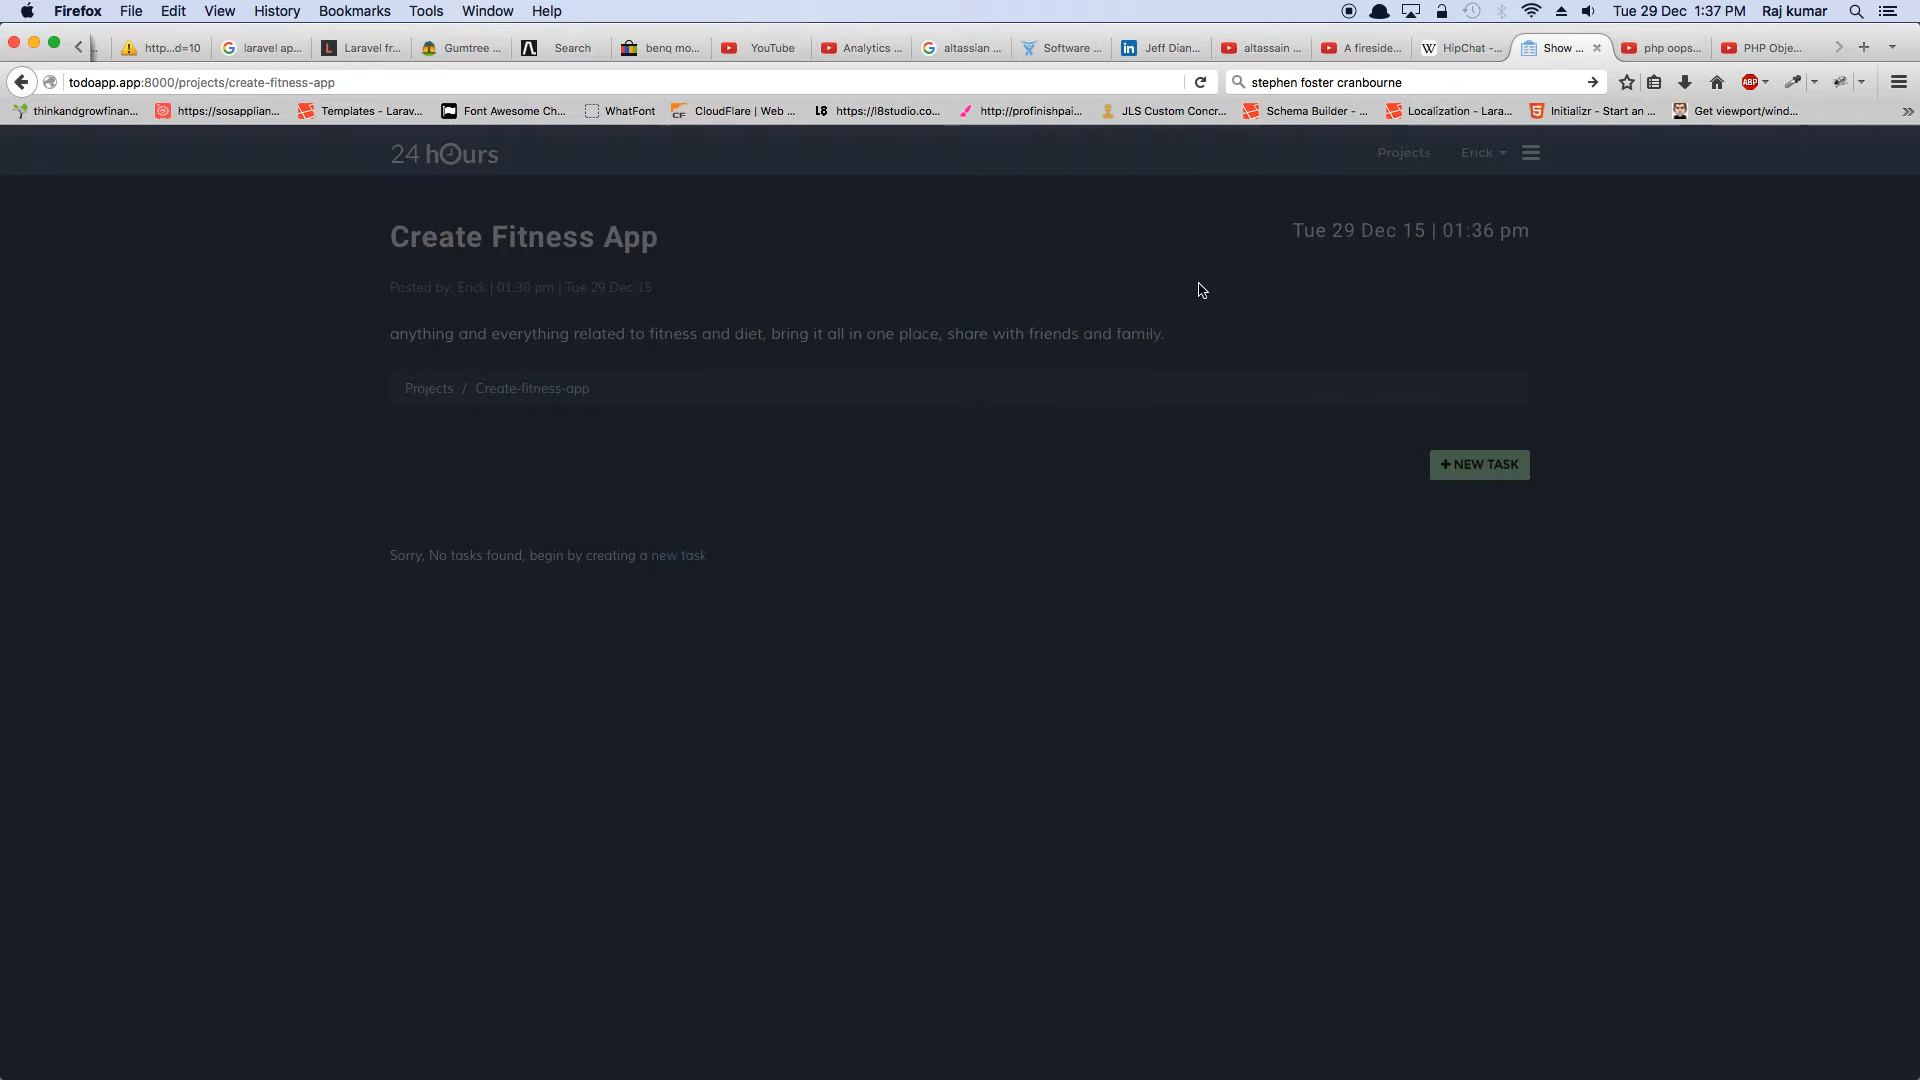 Firefox File Edit View History Bookmarks Tools Window Help Tue 29 Dec 1:37 PM Raj kumar
http...d=10 laravel ap... Laravel fr... Gumtree ... Search benq mo... YouTube Analytics ... altassian ... Software ... Jeff Dian... altassain ... A fireside... HipChat -... Show ... php oops... PHP Obje...
todoapp.app:8000/projects/create-fitness-app stephen foster cranbourne ABP
thinkandgrowfinan... https://sosapplian... Templates - Larav... Font Awesome Ch... WhatFont CloudFlare | Web ... L8 https://l8studio.co... http://profinishpai... JLS Custom Concr... Schema Builder - ... Localization - Lara... Initializr - Start an ... Get viewport/wind...
24 hOurs Projects Erick
Create Fitness App Tue 29 Dec 15 | 01:36 pm
Posted by: Erick | 01:30 pm | Tue 29 Dec 15
anything and everything related to fitness and diet, bring it all in one place, share with friends and family.
Projects / Create-fitness-app
+ NEW TASK
Sorry, No tasks found, begin by creating a new task